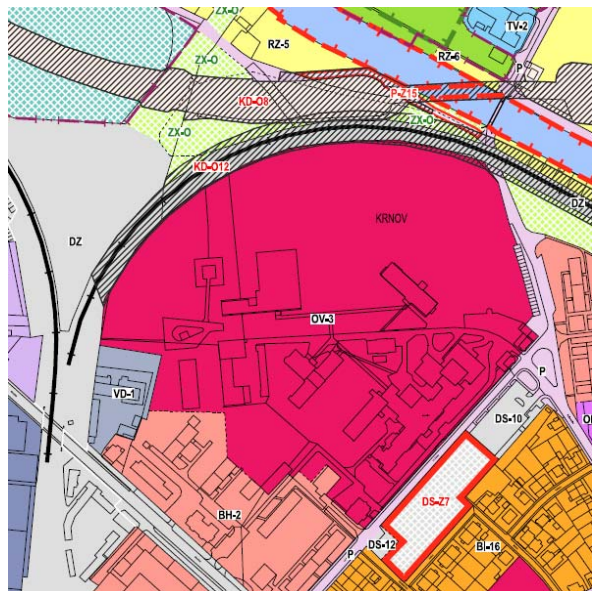 TV-2
RZ-5
RZ-6
ZX-O
P
KD-O8
P-Z15
ZX-O
ZX-O
KD-O12
DZ
KRNOV
DZ
OV-3
P
VD-1
DS-10
DS-Z7
BH-2
DS-12
P
BI-16